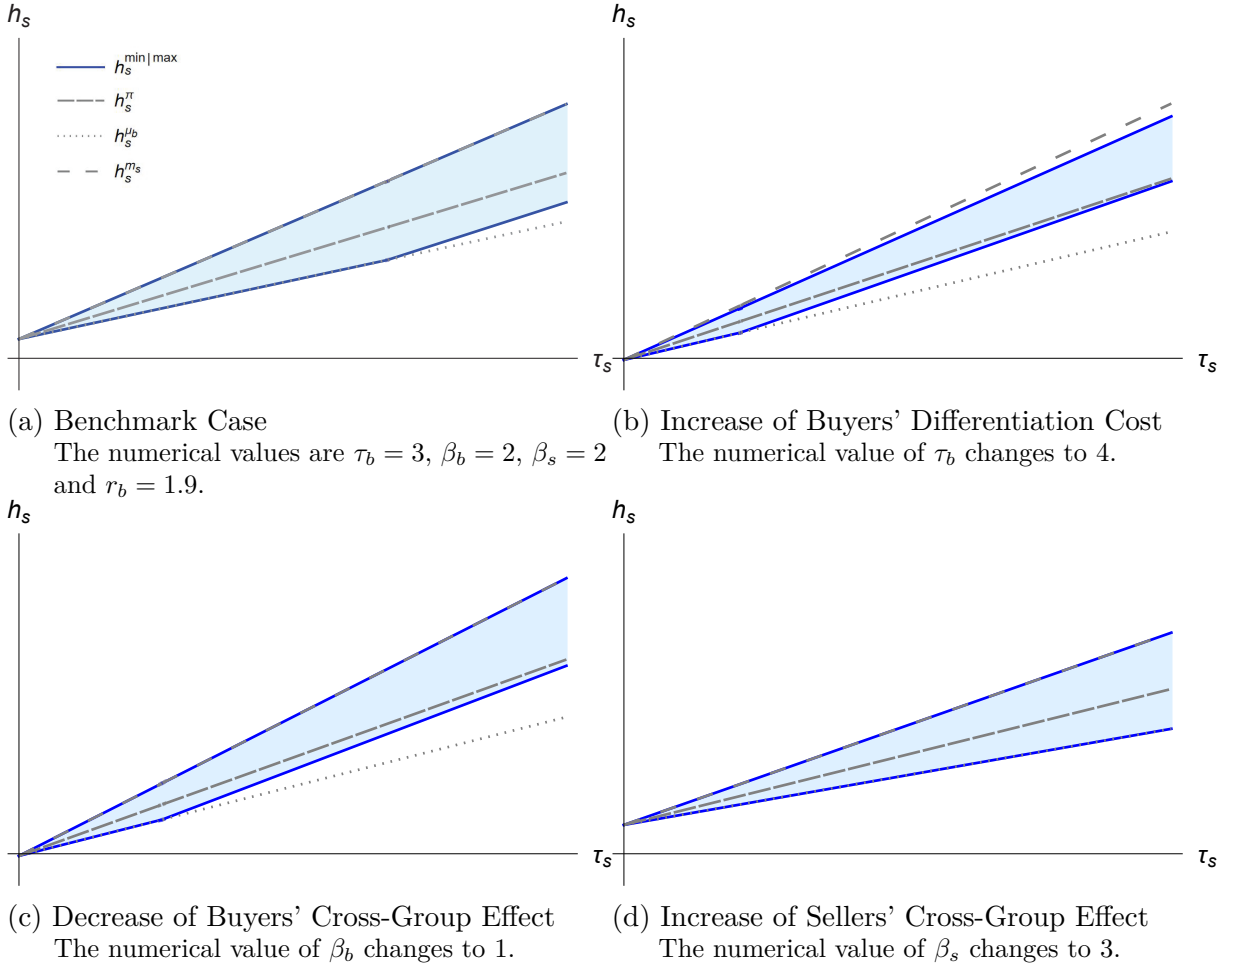 h_s
h_s^{min|max}
h_s^π
h_s^{μ_b}
h_s^{m_s}
τ_s
(a) Benchmark Case
The numerical values are τ_b = 3, β_b = 2, β_s = 2
and r_b = 1.9.
h_s
τ_s
(b) Increase of Buyers' Differentiation Cost
The numerical value of τ_b changes to 4.
h_s
τ_s
(c) Decrease of Buyers' Cross-Group Effect
The numerical value of β_b changes to 1.
h_s
τ_s
(d) Increase of Sellers' Cross-Group Effect
The numerical value of β_s changes to 3.